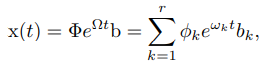 x(t) = Φe^{Ωt}b = \sum_{k=1}^{r} ϕ_k e^{ω_k t} b_k,